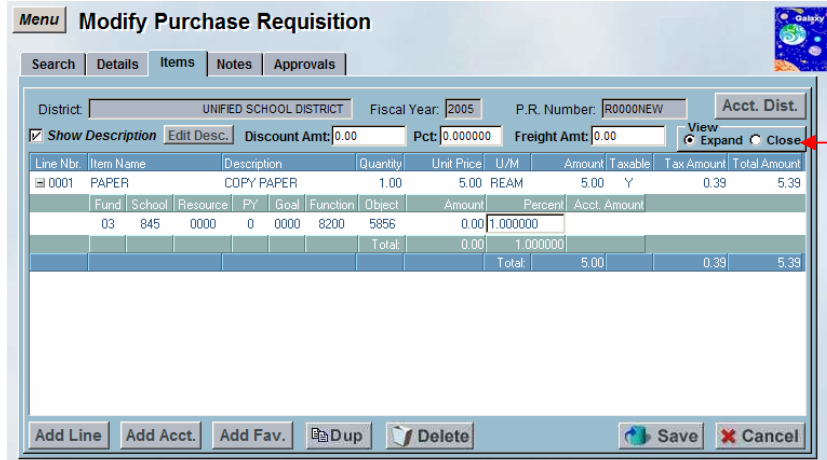 Menu Modify Purchase Requisition
Galaxy
Search Details Items Notes Approvals
District: UNIFIED SCHOOL DISTRICT Fiscal Year: 2005 P.R. Number: R0000NEW Acct. Dist.
Show Description Edit Desc. Discount Amt: 0.00 Pct: 0.000000 Freight Amt: 0.00 View Expand Close
Line Nbr. Item Name Description Quantity Unit Price U/M Amount Taxable Tax Amount Total Amount
0001 PAPER COPY PAPER 1.00 5.00 REAM 5.00 Y 0.39 5.39
Fund School Resource PY Goal Function Object Amount Percent Acct. Amount
03 845 0000 0 0000 8200 5856 0.00 1.000000
Total: 0.00 1.000000
Total: 5.00 0.39 5.39
Add Line Add Acct. Add Fav. Dup Delete Save Cancel